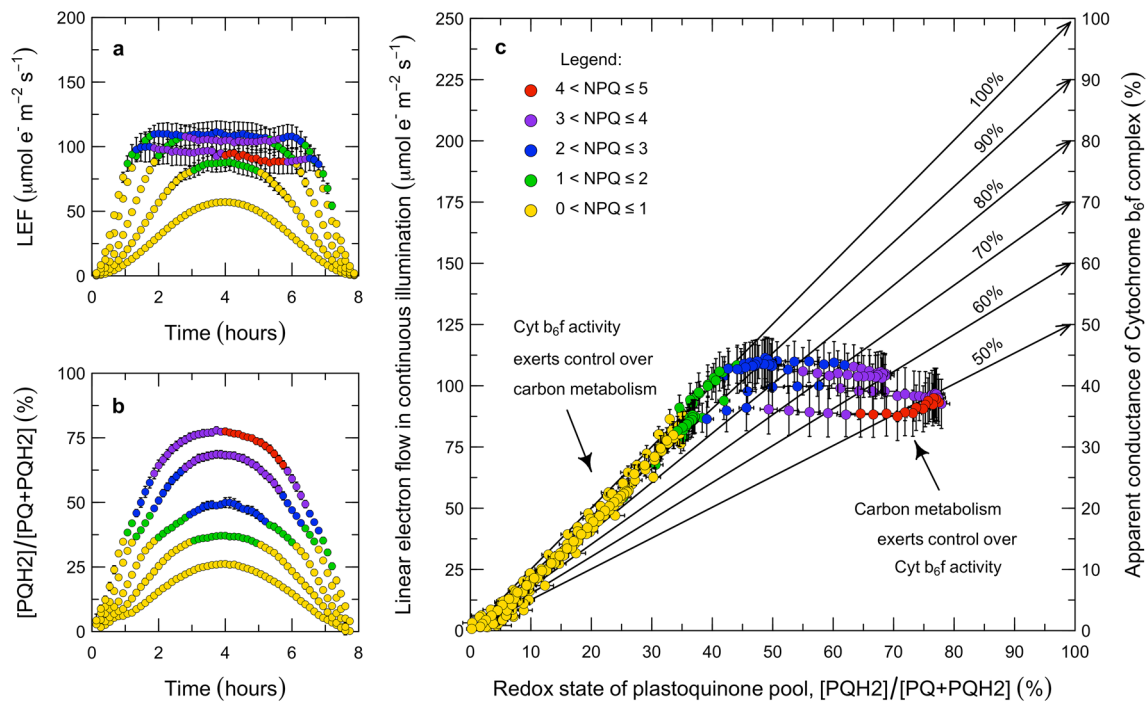 a
LEF (μmol e⁻ m⁻² s⁻¹)
200
150
100
50
0
0 2 4 6 8
Time (hours)
b
[PQH2]/[PQ+PQH2] (%)
100
75
50
25
0
0 2 4 6 8
Time (hours)
c
Linear electron flow in continuous illumination (μmol e⁻ m⁻² s⁻¹)
250
225
200
175
150
125
100
75
50
25
0
Legend:
4 < NPQ ≤ 5
3 < NPQ ≤ 4
2 < NPQ ≤ 3
1 < NPQ ≤ 2
0 < NPQ ≤ 1
100%
90%
80%
70%
60%
50%
Cyt b₆f activity
exerts control over
carbon metabolism
Carbon metabolism
exerts control over
Cyt b₆f activity
0 10 20 30 40 50 60 70 80 90 100
Redox state of plastoquinone pool, [PQH2]/[PQ+PQH2] (%)
100
90
80
70
60
50
40
30
20
10
0
Apparent conductance of Cytochrome b₆f complex (%)